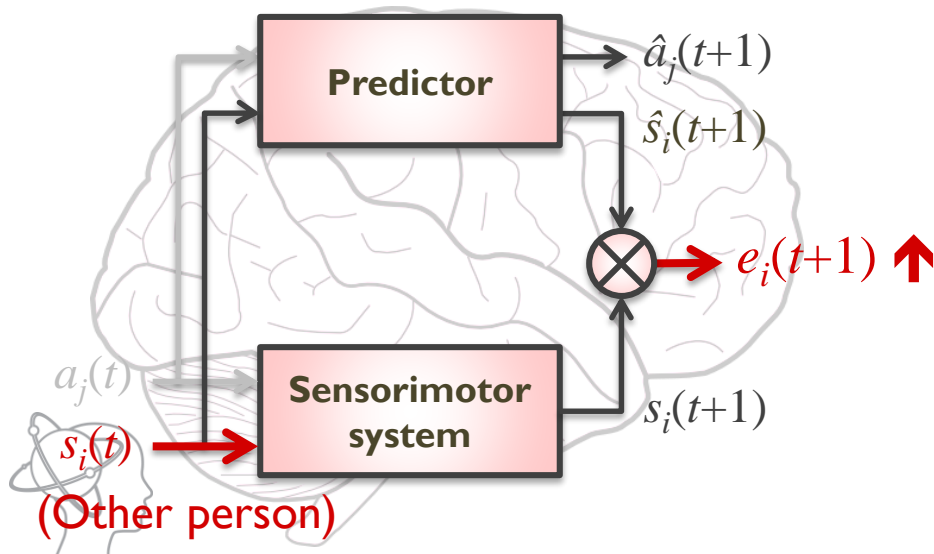 Predictor
â_j(t+1)
ŝ_i(t+1)
e_i(t+1)
a_j(t)
Sensorimotor
system
s_i(t+1)
s_i(t)
(Other person)